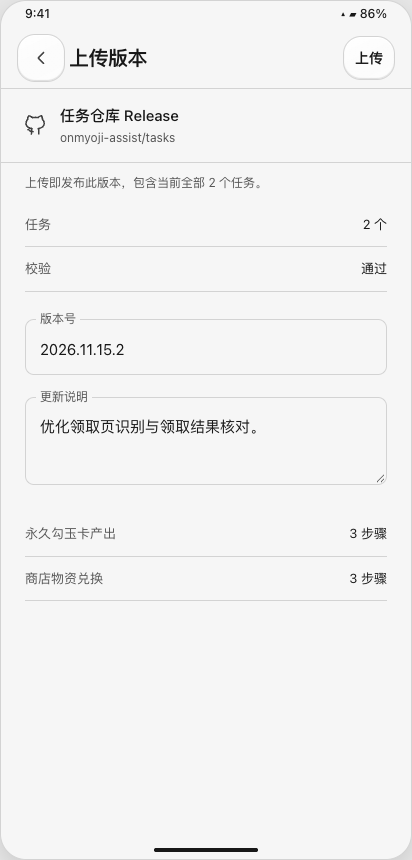 9:41
86%
上传版本
上传
任务仓库 Release
onmyoji-assist/tasks
上传即发布此版本，包含当前全部 2 个任务。
任务
2 个
校验
通过
版本号
2026.11.15.2
更新说明
优化领取页识别与领取结果核对。
永久勾玉卡产出
3 步骤
商店物资兑换
3 步骤